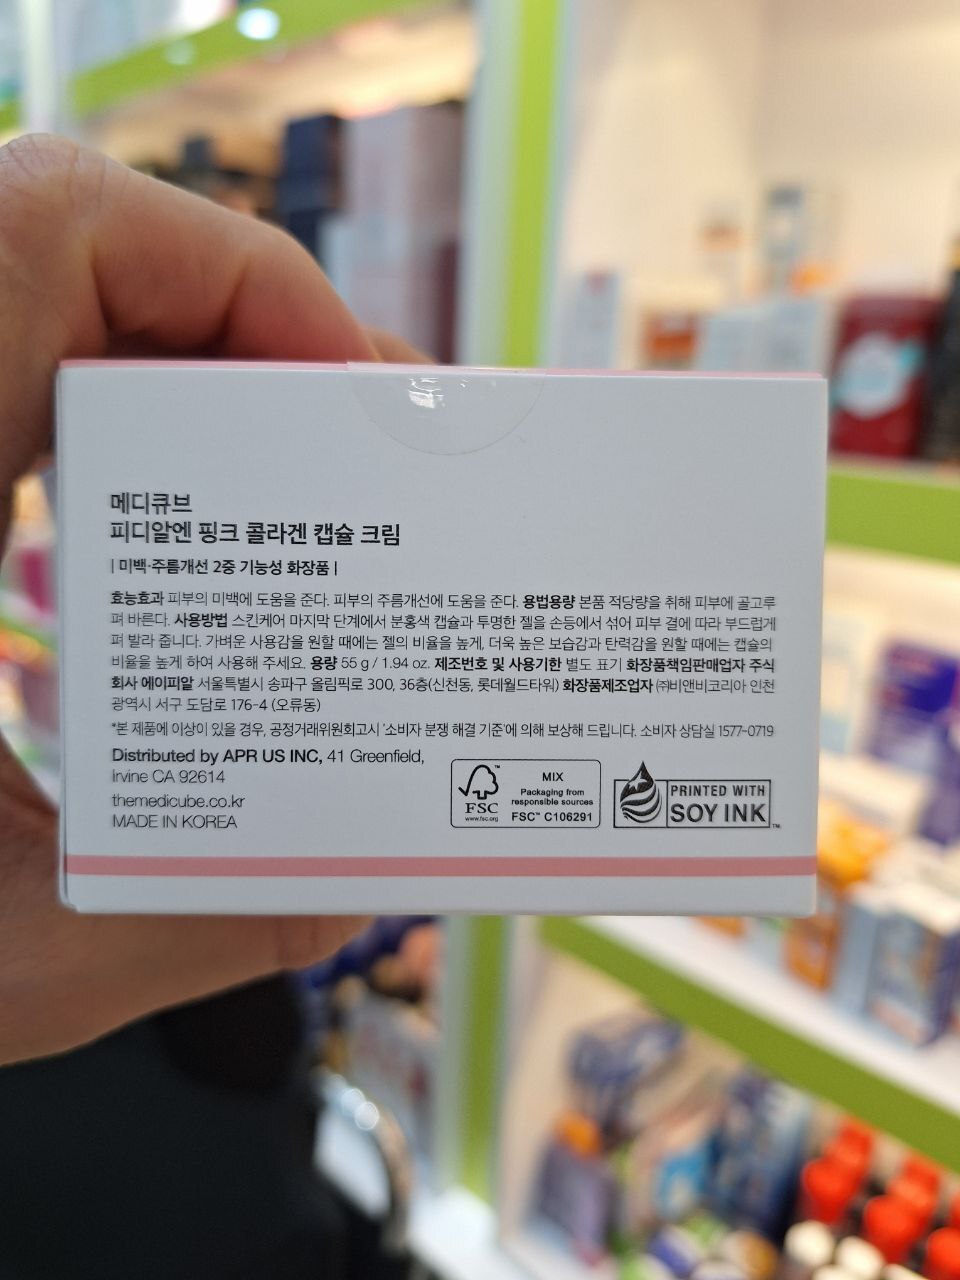 메디큐브
피디알엔 핑크 콜라겐 캡슐 크림
| 미백·주름개선 2중 기능성 화장품 |
효능효과 피부의 미백에 도움을 준다. 피부의 주름개선에 도움을 준다. 용법용량 본품 적당량을 취해 피부에 골고루
펴 바른다. 사용방법 스킨케어 마지막 단계에서 분홍색 캡슐과 투명한 젤을 손등에서 섞어 피부 결에 따라 부드럽게
펴 발라 줍니다. 가벼운 사용감을 원할 때에는 젤의 비율을 높게, 더욱 높은 보습감과 탄력감을 원할 때에는 캡슐의
비율을 높게 하여 사용해 주세요. 용량 55 g / 1.94 oz. 제조번호 및 사용기한 별도 표기 화장품책임판매업자 주식
회사 에이피알 서울특별시 송파구 올림픽로 300, 36층(신천동, 롯데월드타워) 화장품제조업자 ㈜비앤비코리아 인천
광역시 서구 도담로 176-4 (오류동)
*본 제품에 이상이 있을 경우, 공정거래위원회고시 '소비자 분쟁 해결 기준'에 의해 보상해 드립니다. 소비자 상담실 1577-0719
Distributed by APR US INC, 41 Greenfield,
Irvine CA 92614
themedicube.co.kr
MADE IN KOREA
FSC
www.fsc.org
MIX
Packaging from
responsible sources
FSC™ C106291
PRINTED WITH
SOY INK™